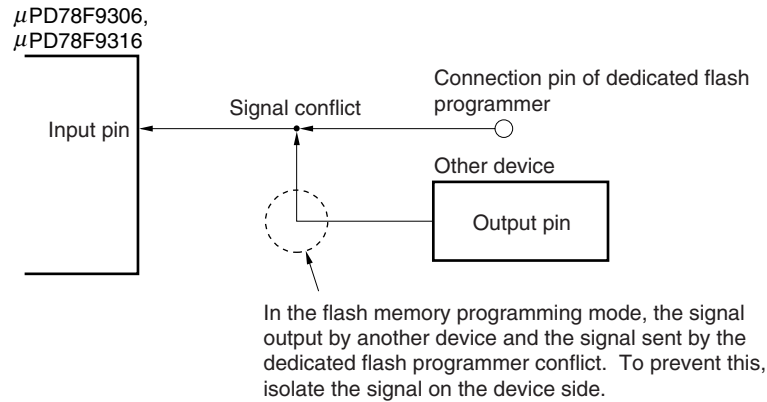 μPD78F9306,
μPD78F9316
Input pin
Signal conflict
Connection pin of dedicated flash
programmer
Other device
Output pin
In the flash memory programming mode, the signal
output by another device and the signal sent by the
dedicated flash programmer conflict.  To prevent this,
isolate the signal on the device side.